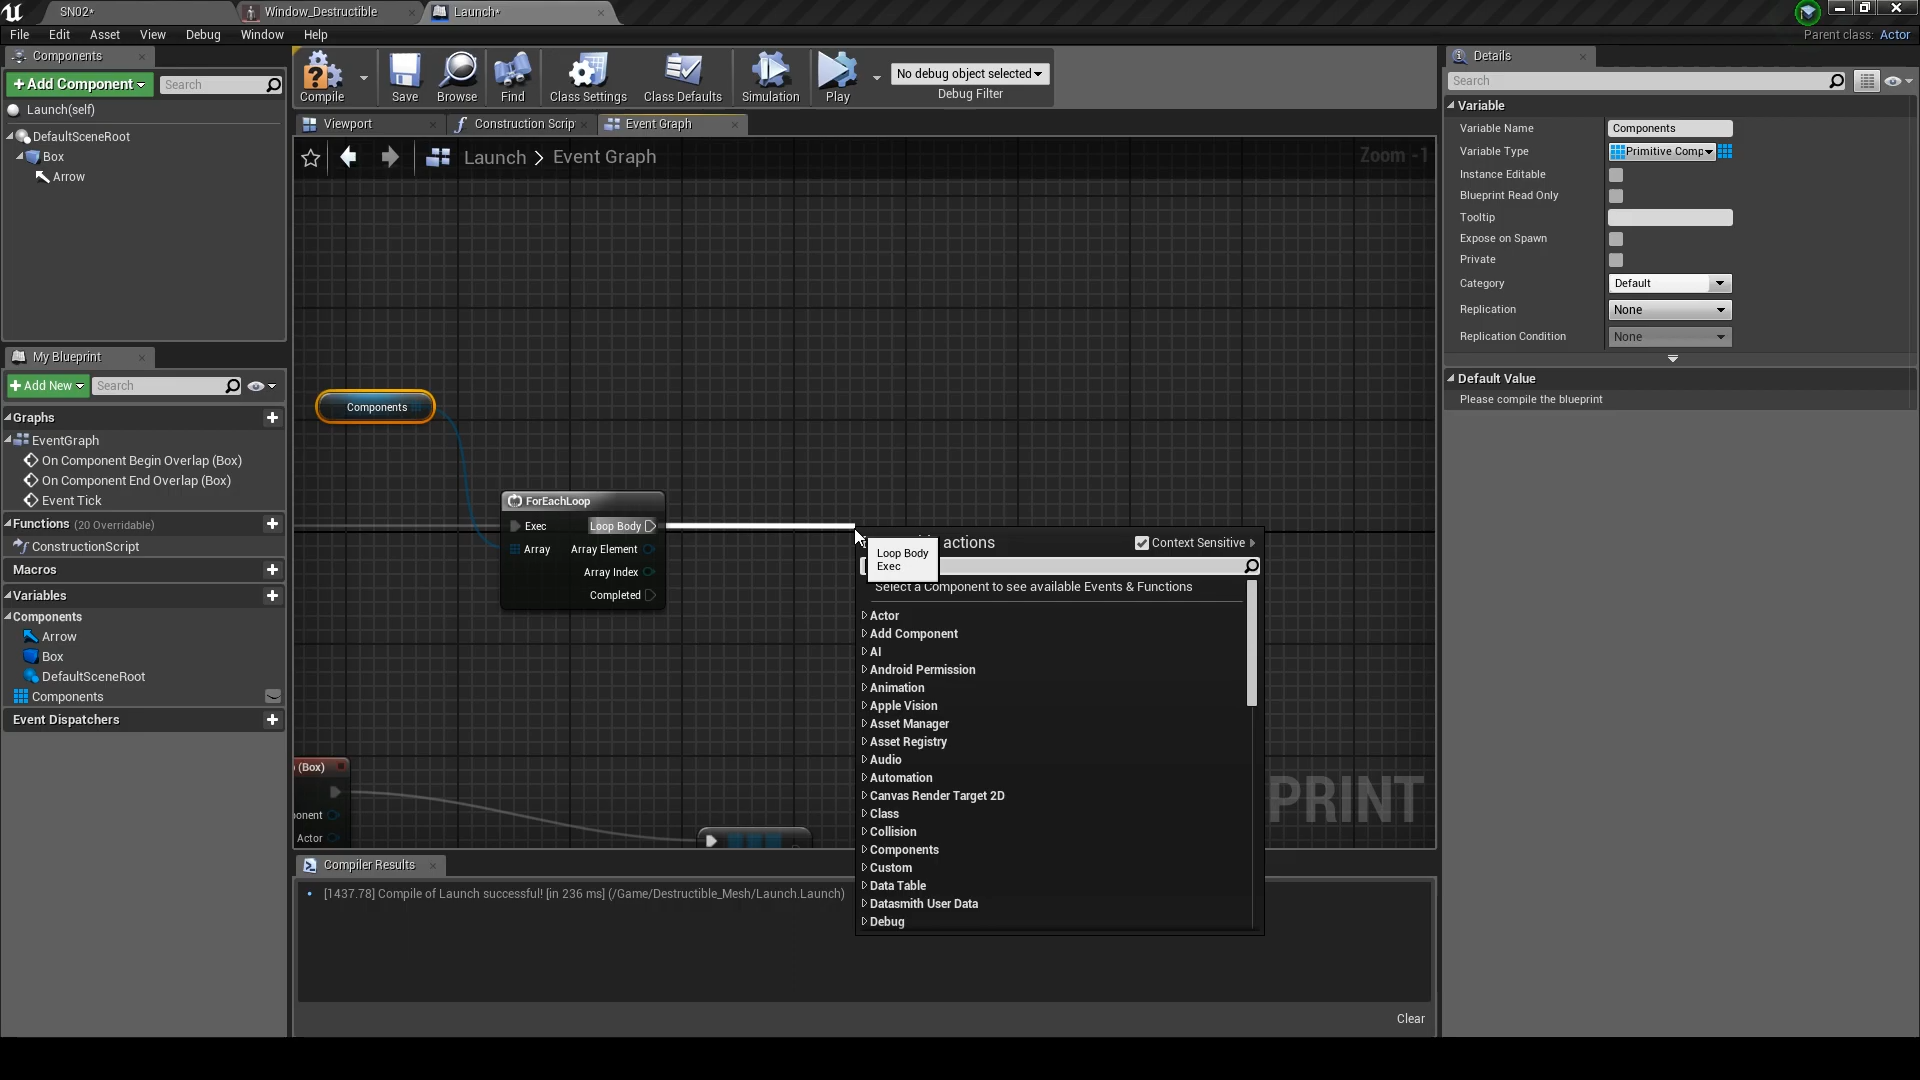 SN02*
Window_Destructible
Launch*
File Edit Asset View Debug Window Help
Parent class: Actor
Components
+ Add Component
Search
Launch(self)
DefaultSceneRoot
Box
Arrow
Compile
Save
Browse
Find
Class Settings
Class Defaults
Simulation
Play
No debug object selected
Debug Filter
Viewport
Construction Scrip
Event Graph
Launch > Event Graph
Zoom -1
Components
ForEachLoop
Exec
Loop Body
Array
Array Element
Array Index
Completed
(Box)
Actor
PRINT
actions
Context Sensitive
Loop Body
Exec
Select a Component to see available Events & Functions
Actor
Add Component
AI
Android Permission
Animation
Apple Vision
Asset Manager
Asset Registry
Audio
Automation
Canvas Render Target 2D
Class
Collision
Components
Custom
Data Table
Datasmith User Data
Debug
My Blueprint
+ Add New
Search
Graphs
EventGraph
On Component Begin Overlap (Box)
On Component End Overlap (Box)
Event Tick
Functions (20 Overridable)
ConstructionScript
Macros
Variables
Components
Arrow
Box
DefaultSceneRoot
Components
Event Dispatchers
Compiler Results
[1437.78] Compile of Launch successful! [in 236 ms] (/Game/Destructible_Mesh/Launch.Launch)
Clear
Details
Search
Variable
Variable Name
Components
Variable Type
Primitive Comp
Instance Editable
Blueprint Read Only
Tooltip
Expose on Spawn
Private
Category
Default
Replication
None
Replication Condition
None
Default Value
Please compile the blueprint